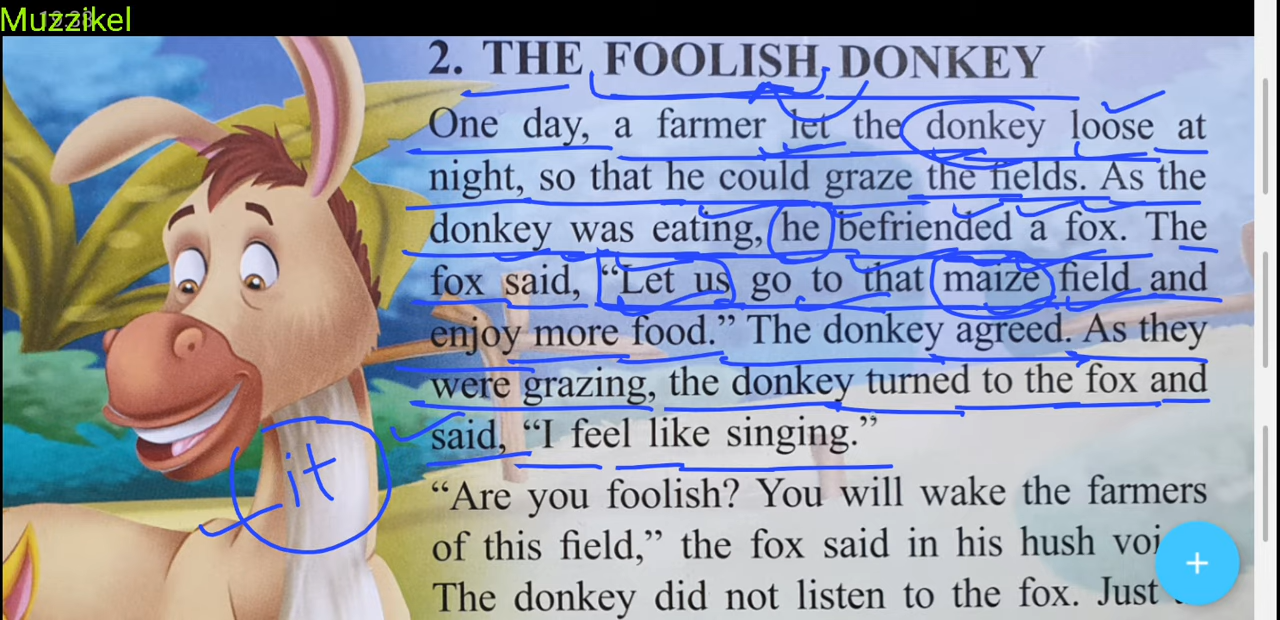 Muzzikel
2. THE FOOLISH DONKEY
One day, a farmer let the donkey loose at
night, so that he could graze the fields. As the
donkey was eating, he befriended a fox. The
fox said, “Let us go to that maize field and
enjoy more food.” The donkey agreed. As they
were grazing, the donkey turned to the fox and
said, “I feel like singing.”
it
“Are you foolish? You will wake the farmers
of this field,” the fox said in his hush voi
The donkey did not listen to the fox. Just
+